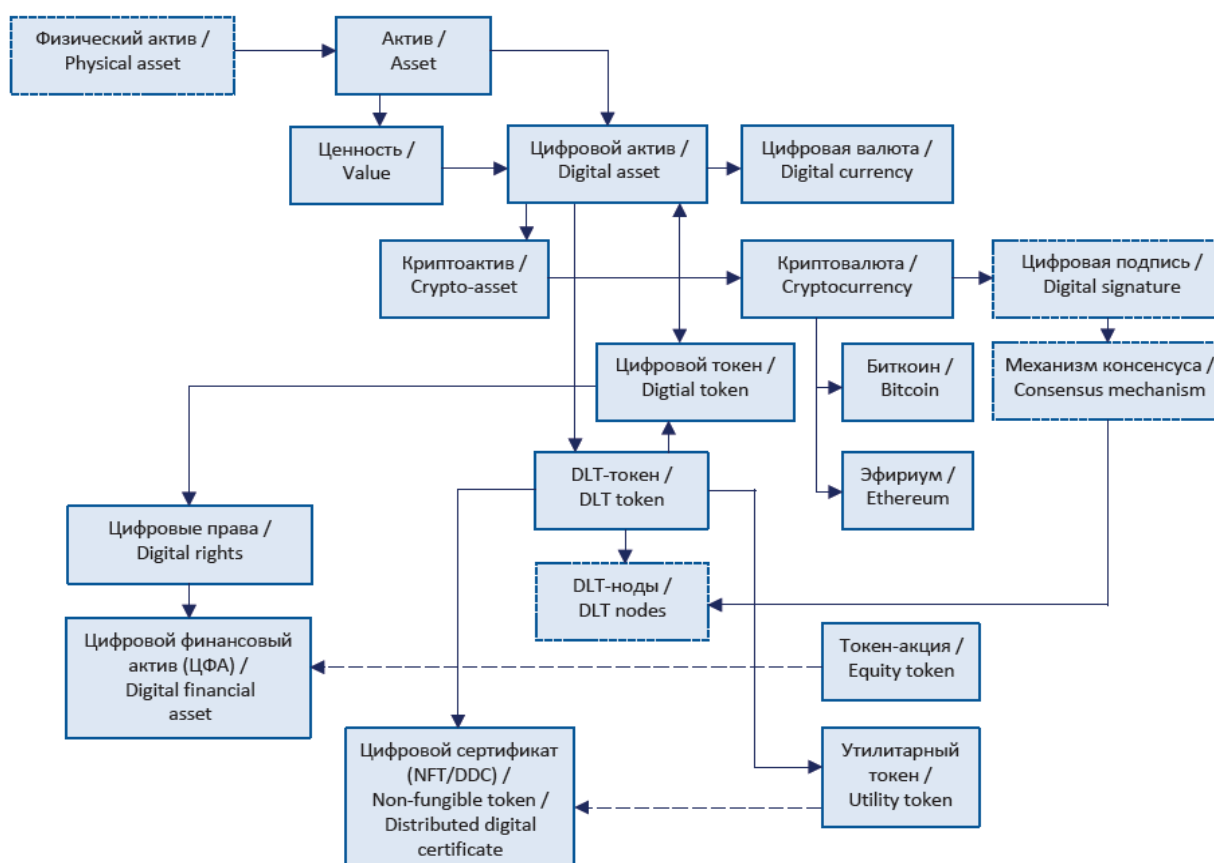 Физический актив /
Physical asset
Актив /
Asset
Ценность /
Value
Цифровой актив /
Digital asset
Цифровая валюта /
Digital currency
Криптоактив /
Crypto-asset
Криптовалюта /
Cryptocurrency
Цифровая подпись /
Digital signature
Цифровой токен /
Digtial token
Биткоин /
Bitcoin
Механизм консенсуса /
Consensus mechanism
DLT-токен /
DLT token
Эфириум /
Ethereum
Цифровые права /
Digital rights
DLT-ноды /
DLT nodes
Цифровой финансовый
актив (ЦФА) /
Digital financial
asset
Токен-акция /
Equity token
Цифровой сертификат
(NFT/DDC) /
Non-fungible token /
Distributed digital
certificate
Утилитарный
токен /
Utility token